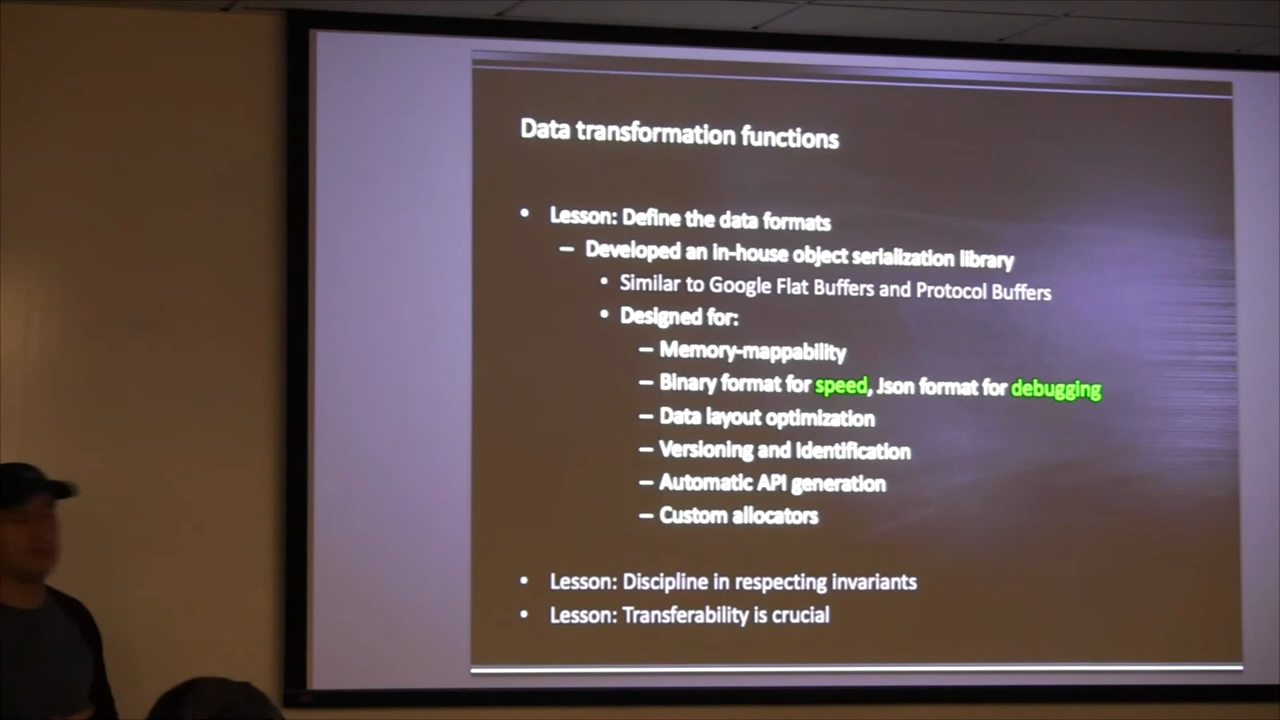 Data transformation functions
• Lesson: Define the data formats
– Developed an in-house object serialization library
• Similar to Google Flat Buffers and Protocol Buffers
• Designed for:
– Memory-mappability
– Binary format for speed, Json format for debugging
– Data layout optimization
– Versioning and Identification
– Automatic API generation
– Custom allocators
• Lesson: Discipline in respecting invariants
• Lesson: Transferability is crucial